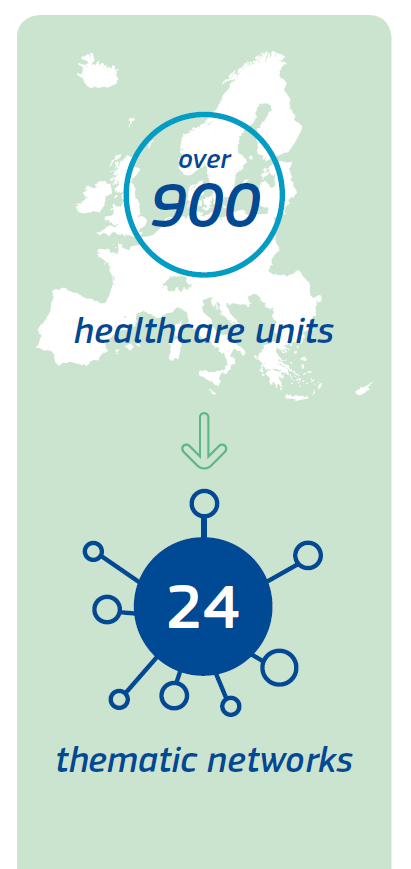 over
900
healthcare units
24
thematic networks